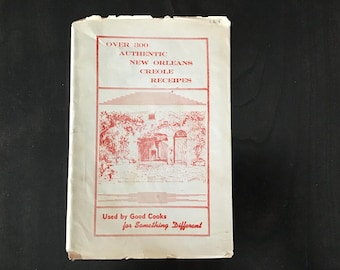 OVER 300
AUTHENTIC
NEW ORLEANS
CREOLE
RECEIPES
Used by Good Cooks
for Something Different